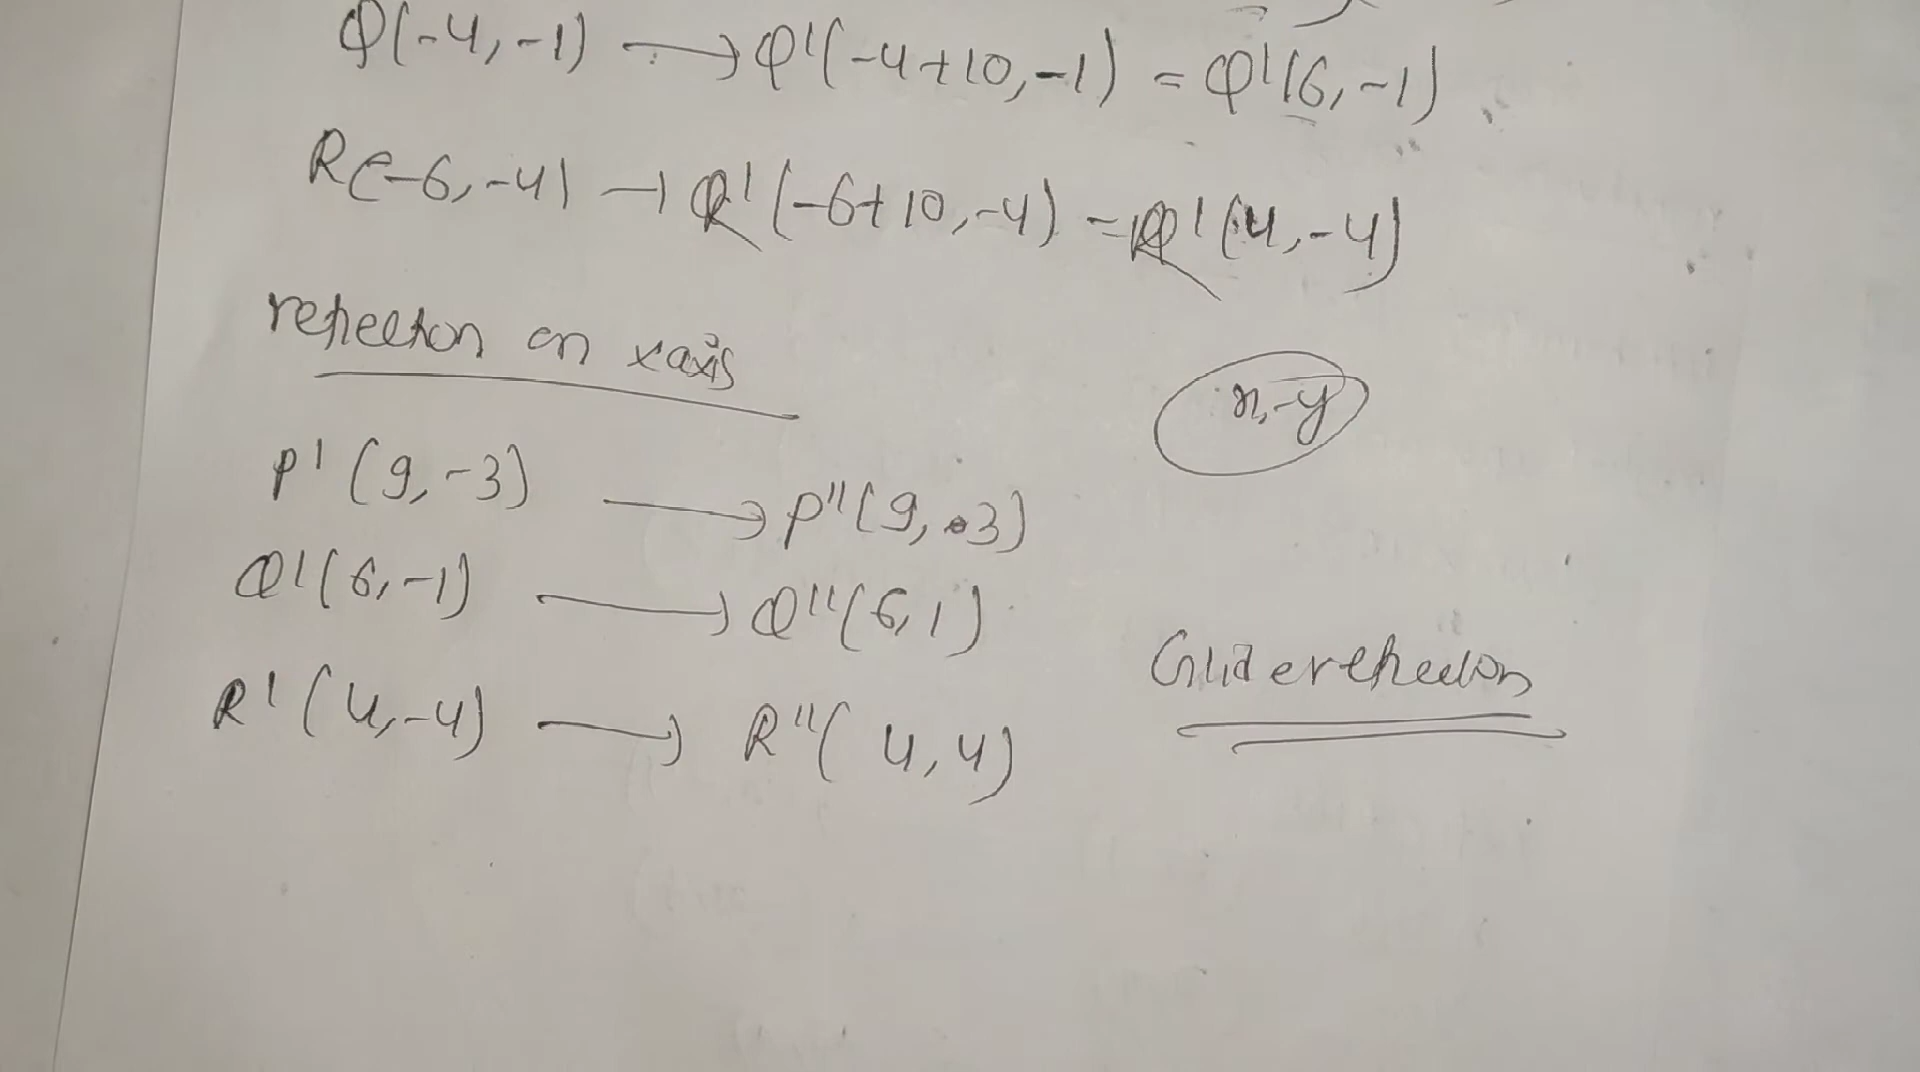 Q(-4,-1) → Q'(-4+10,-1) = Q'(6,-1)
R(-6,-4) → R'(-6+10,-4) = R'(4,-4)
reflection on x axis
x,-y
P'(9,-3) → P''(9,3)
Q'(6,-1) → Q''(6,1)
Glide reflection
R'(4,-4) → R''(4,4)